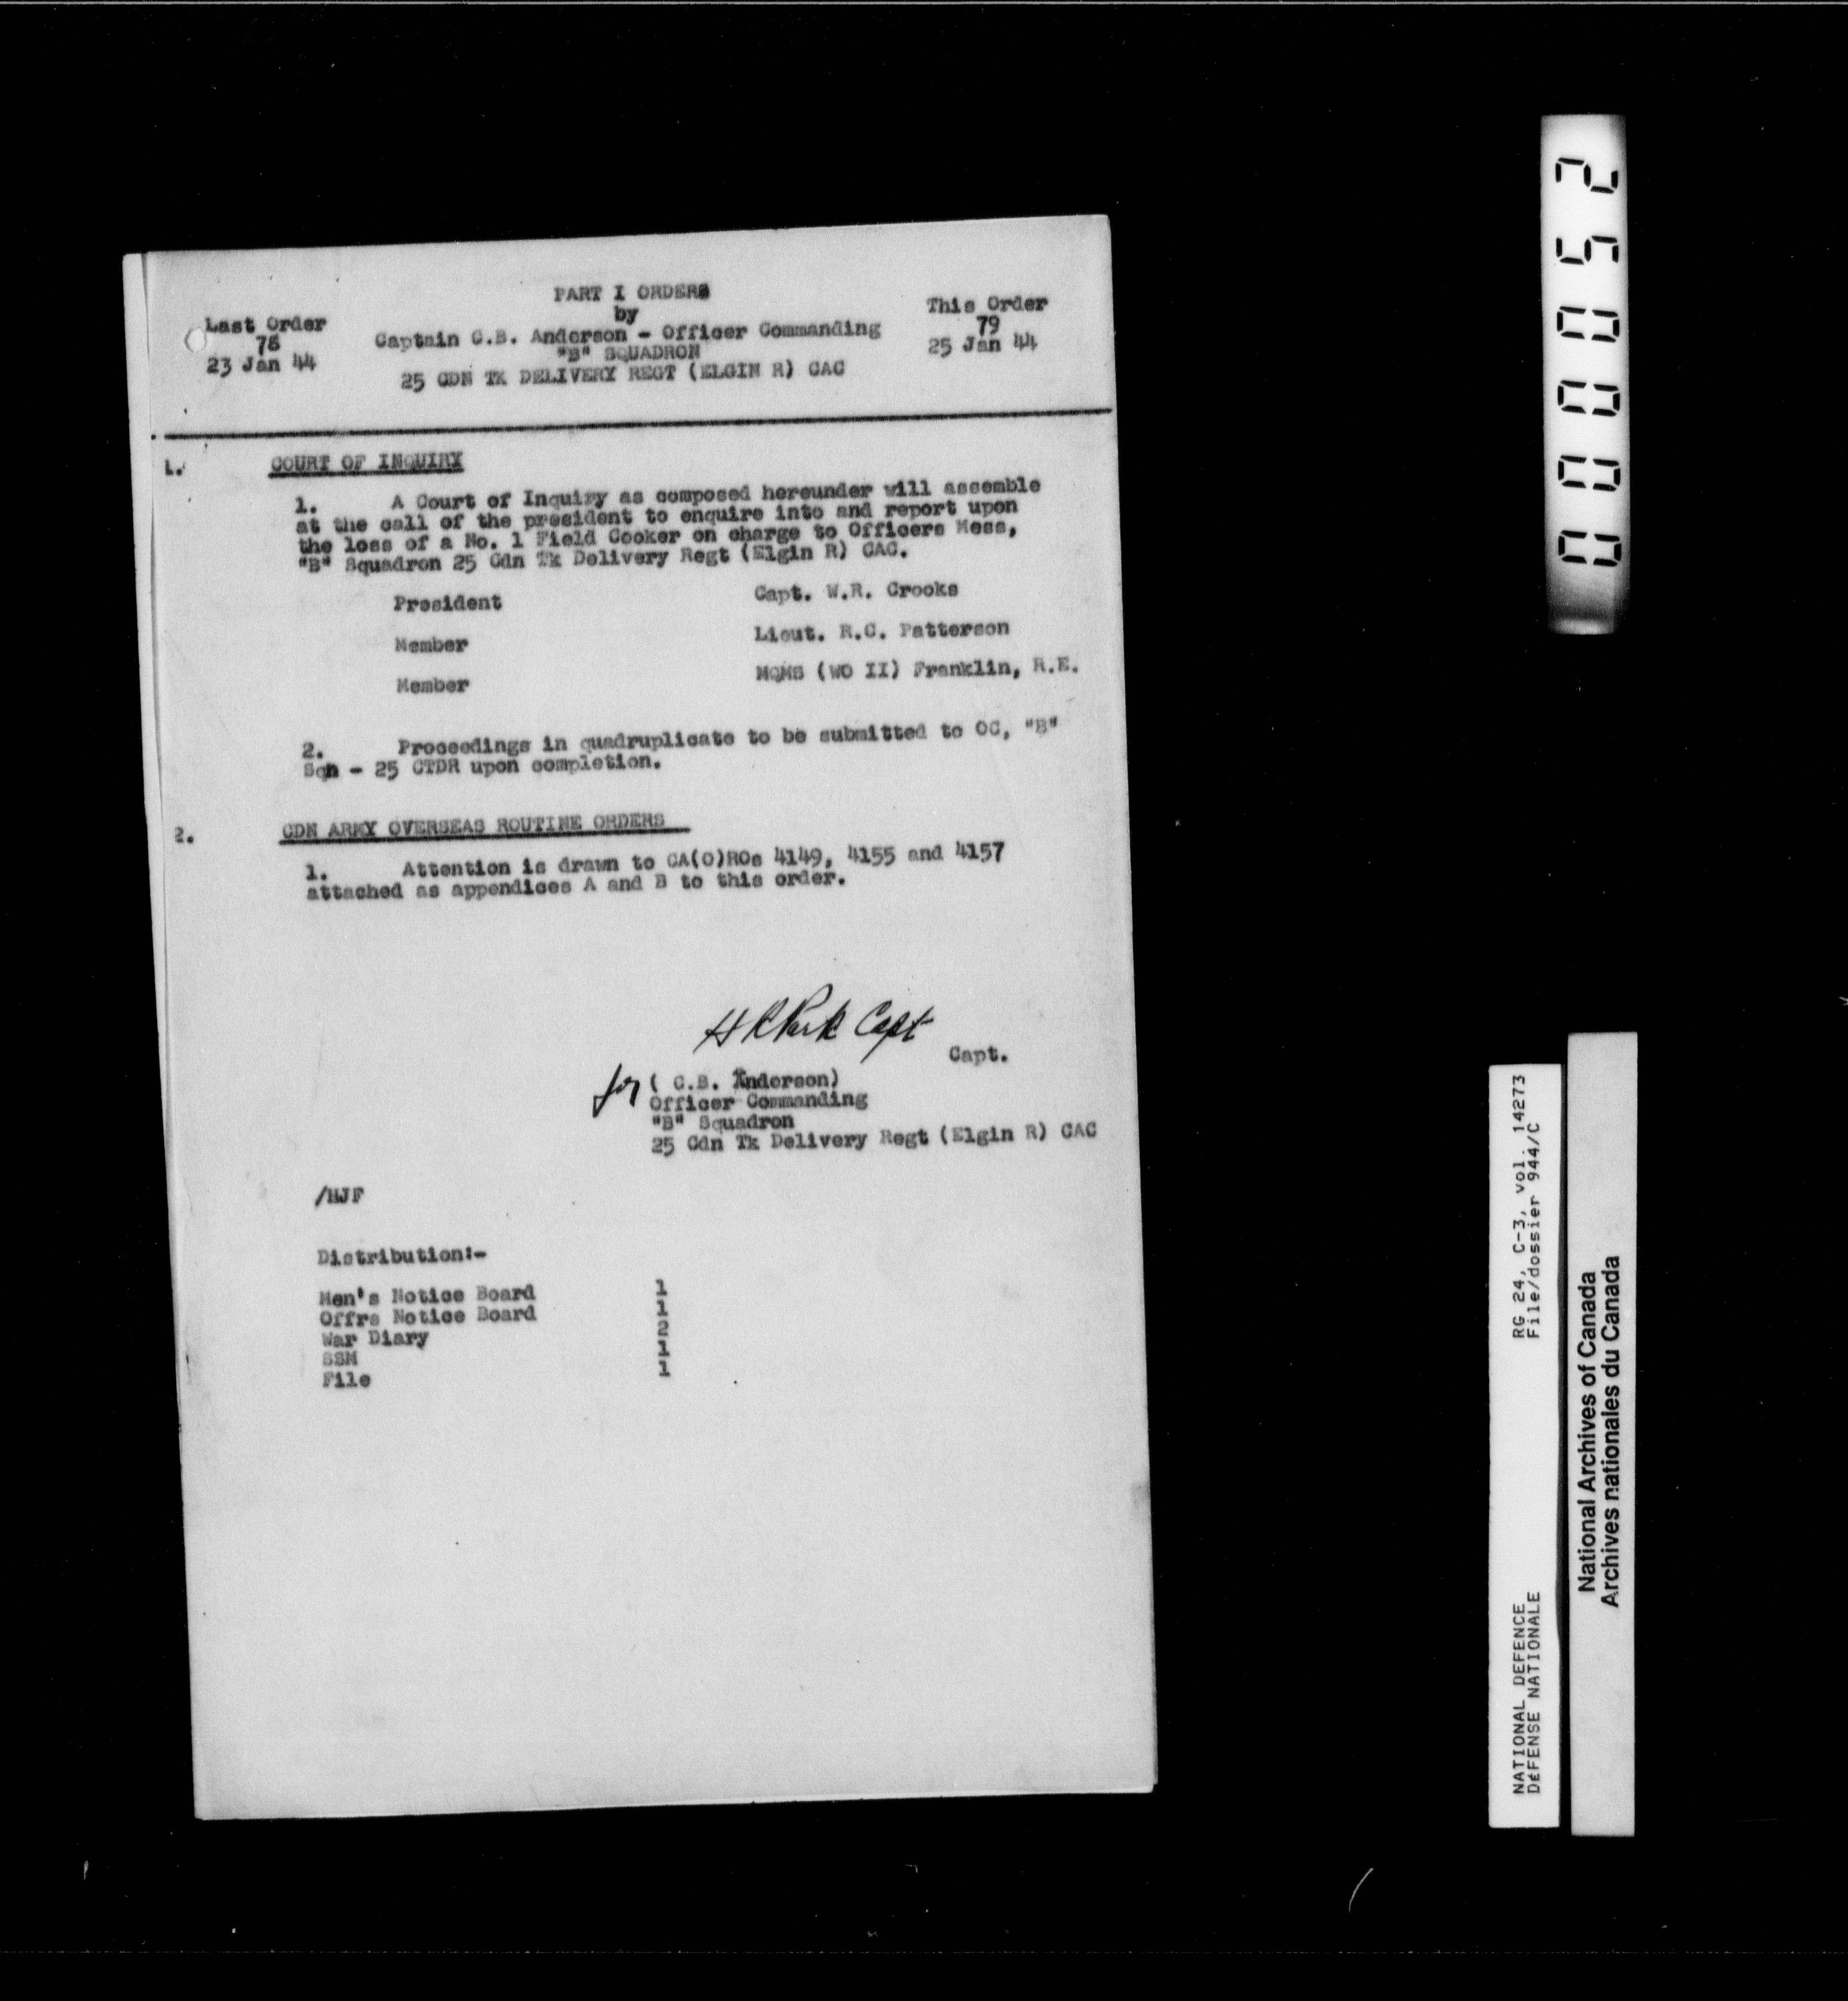 PART I ORDERS
by
Last Order
78
23 Jan 44
Captain C.B. Anderson - Officer Commanding
"B" SQUADRON
25 CDN TK DELIVERY REGT (ELGIN R) CAC
This Order
79
25 Jan 44
1. COURT OF INQUIRY
1. A Court of Inquiry as composed hereunder will assemble
at the call of the president to enquire into and report upon
the loss of a No. 1 Field Cooker on charge to Officers Mess,
"B" Squadron 25 Cdn Tk Delivery Regt (Elgin R) CAC.
President Capt. W.R. Crooks
Member Lieut. R.C. Patterson
Member MQMS (WO II) Franklin, R.E.
2. Proceedings in quadruplicate to be submitted to OC, "B"
Sqn - 25 CTDR upon completion.
2. CDN ARMY OVERSEAS ROUTINE ORDERS
1. Attention is drawn to CA(O)ROs 4149, 4155 and 4157
attached as appendices A and B to this order.
Capt
Capt.
for ( C.B. Anderson)
Officer Commanding
"B" Squadron
25 Cdn Tk Delivery Regt (Elgin R) CAC
/HJF
Distribution:-
Men's Notice Board 1
Offrs Notice Board 1
War Diary 2
SSM 1
File 1
000052
RG 24, C-3, vol. 14273
File/dossier 944/C
NATIONAL DEFENCE
DÉFENSE NATIONALE
National Archives of Canada
Archives nationales du Canada